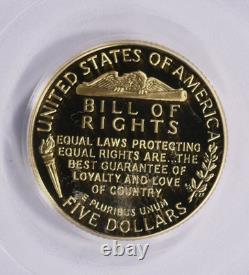 UNITED STATES OF AMERICA
BILL OF
RIGHTS
EQUAL LAWS PROTECTING
EQUAL RIGHTS ARE...THE
BEST GUARANTEE OF
LOYALTY AND LOVE
OF COUNTRY
E PLURIBUS UNUM
FIVE DOLLARS